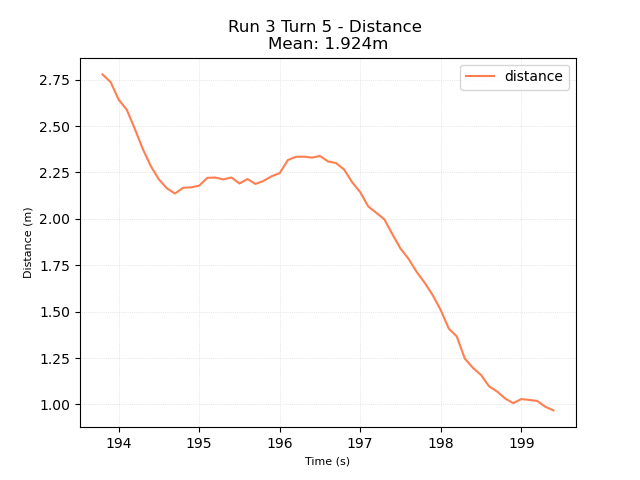 Run 3 Turn 5 - Distance
Mean: 1.924m
distance
2.75
2.50
2.25
2.00
1.75
1.50
1.25
1.00
Distance (m)
194 195 196 197 198 199
Time (s)